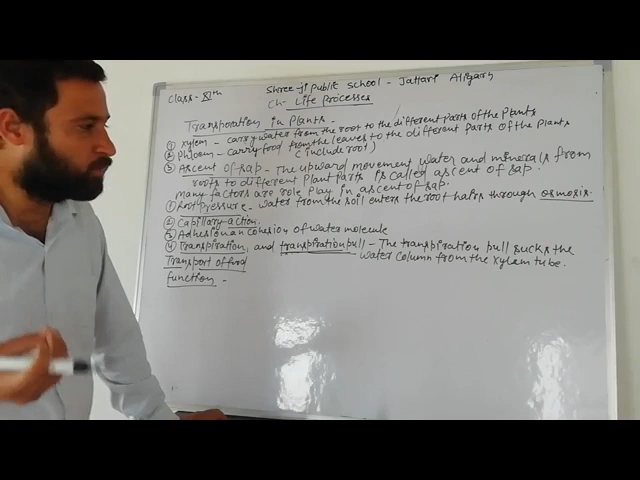 Shree ji public school - Jattari Aligarh
Class - Xth
Ch- Life processes
Transporation in Plants -
① Xylem - carry water from the root to the different parts of the Plants
② Phloem - carry food from the leaves to the different parts of the Plants
(include root)
③ Ascent of sap - The upward movement water and minerals from
roots to different plant parts is called ascent of sap.
many factors are role play in ascent of sap.
① Root Pressure - water from the soil enters the root hairs through osmosis.
② Capillary action.
③ Adhesion an cohesion of water molecule
④ Transpiration, and transpiration pull - The transpiration pull sucks the
water column from the xylem tube.
Transport of food
function -